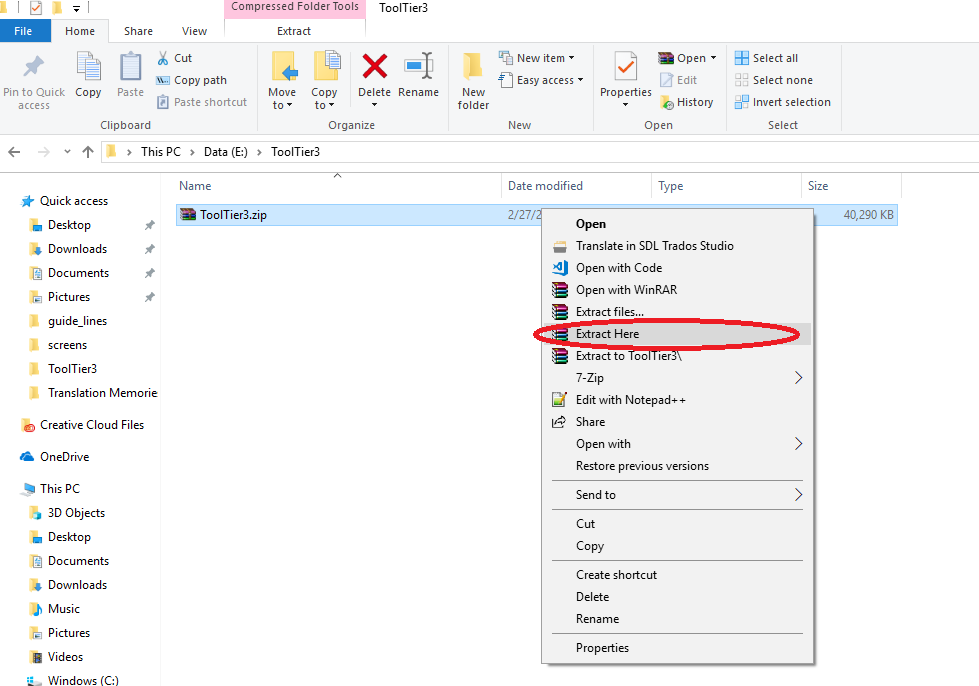 Compressed Folder Tools ToolTier3
File Home Share View Extract
Pin to Quick access
Copy
Paste
Cut
Copy path
Paste shortcut
Clipboard
Move to
Copy to
Delete
Rename
Organize
New folder
New item
Easy access
New
Properties
Open
Edit
History
Open
Select all
Select none
Invert selection
Select
This PC > Data (E:) > ToolTier3
Name Date modified Type Size
ToolTier3.zip 2/27/2 40,290 KB
Quick access
Desktop
Downloads
Documents
Pictures
guide_lines
screens
ToolTier3
Translation Memorie
Creative Cloud Files
OneDrive
This PC
3D Objects
Desktop
Documents
Downloads
Music
Pictures
Videos
Windows (C:)
Open
Translate in SDL Trados Studio
Open with Code
Open with WinRAR
Extract files...
Extract Here
Extract to ToolTier3\
7-Zip
Edit with Notepad++
Share
Open with
Restore previous versions
Send to
Cut
Copy
Create shortcut
Delete
Rename
Properties